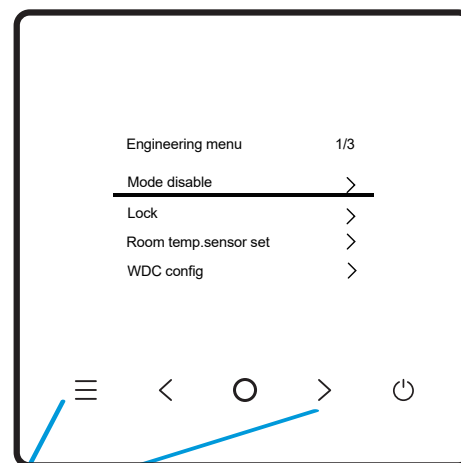 Engineering menu 1/3
Mode disable
Lock
Room temp.sensor set
WDC config